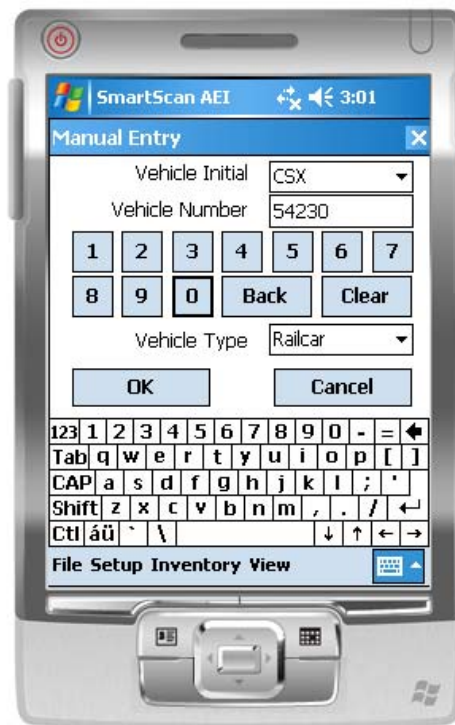 SmartScan AEI 3:01
Manual Entry X
Vehicle Initial CSX
Vehicle Number 54230
1 2 3 4 5 6 7
8 9 0 Back Clear
Vehicle Type Railcar
OK Cancel
123 1 2 3 4 5 6 7 8 9 0 - =
Tab q w e r t y u i o p [ ]
CAP a s d f g h j k l ; '
Shift z x c v b n m , . /
Ctl áü ` \ ↓ ↑ ← →
File Setup Inventory View